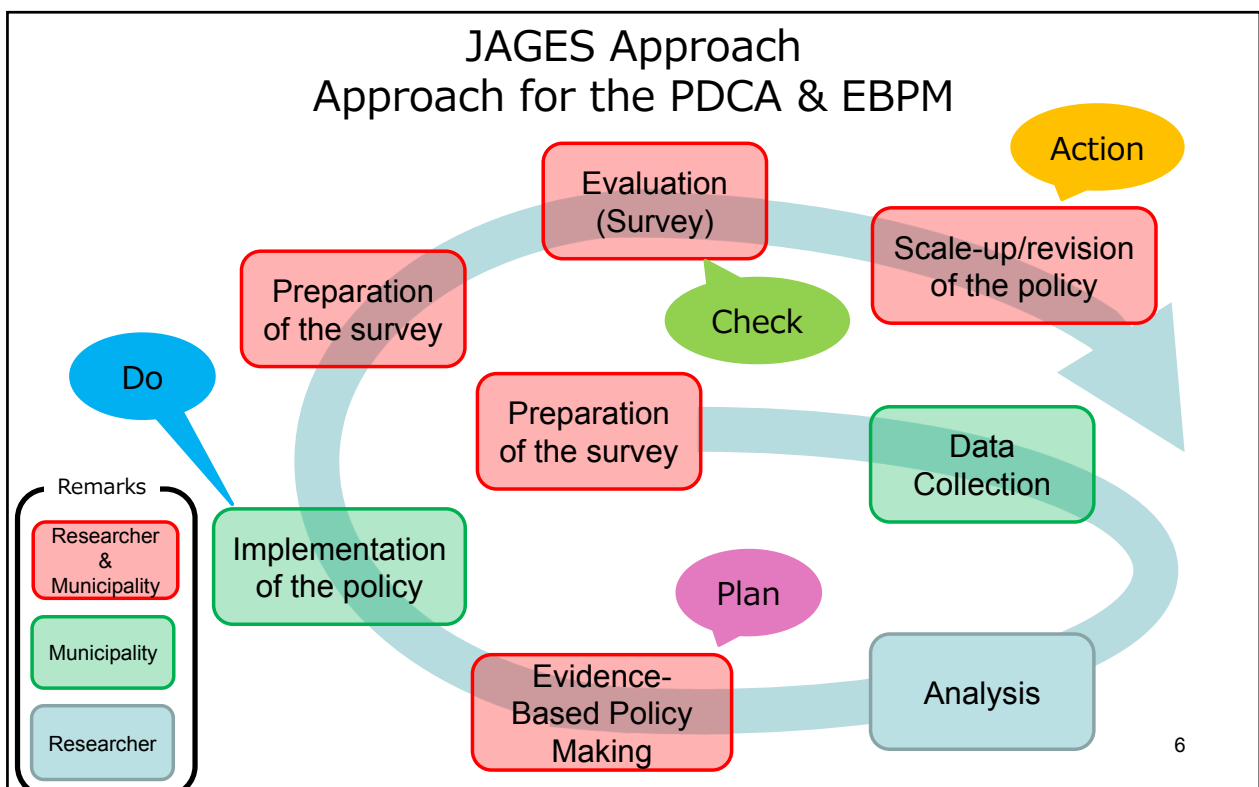 JAGES Approach
Approach for the PDCA & EBPM
Action
Evaluation
(Survey)
Scale-up/revision
of the policy
Preparation
of the survey
Check
Do
Preparation
of the survey
Data
Collection
Remarks
Researcher
&
Municipality
Municipality
Researcher
Implementation
of the policy
Plan
Evidence-
Based Policy
Making
Analysis
6